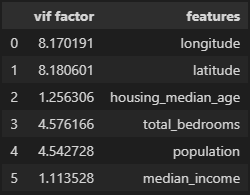 vif factor features
0 8.170191 longitude
1 8.180601 latitude
2 1.256306 housing_median_age
3 4.576166 total_bedrooms
4 4.542728 population
5 1.113528 median_income